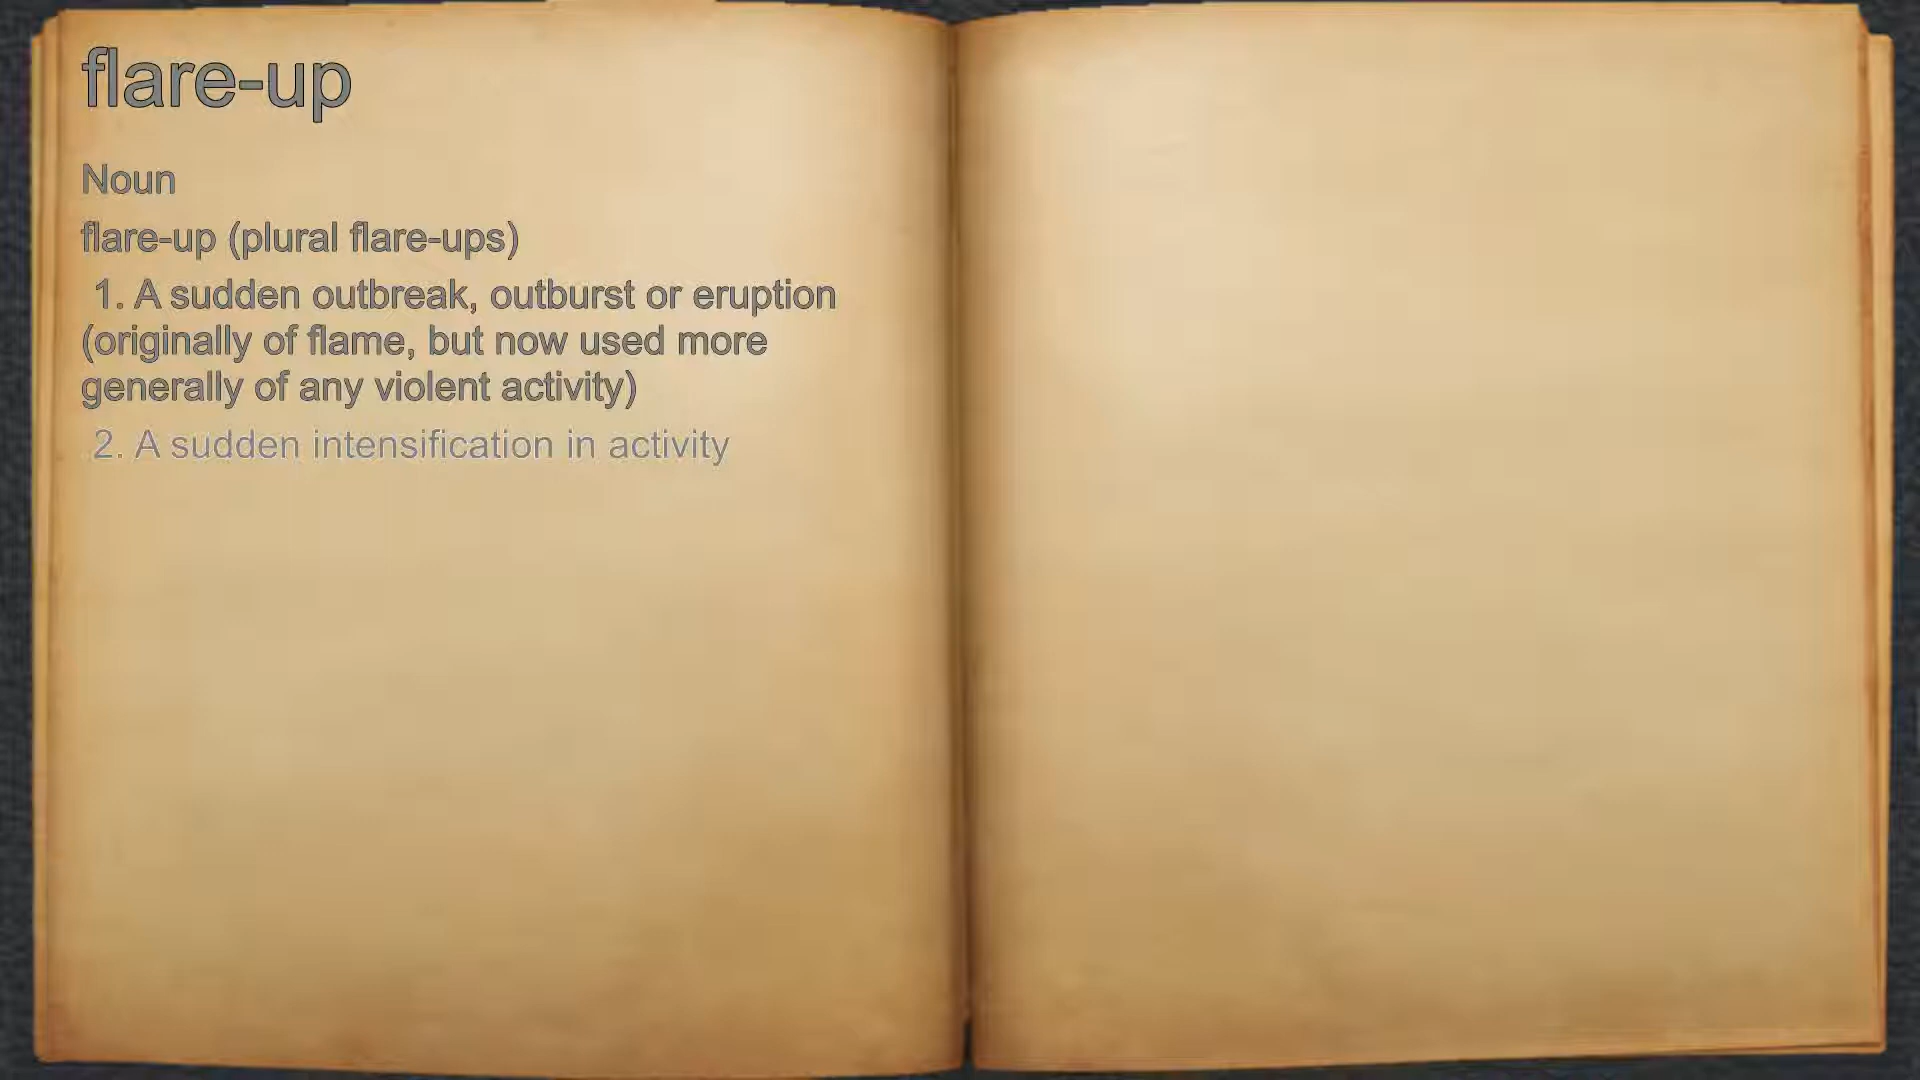 flare-up
Noun
flare-up (plural flare-ups)
1. A sudden outbreak, outburst or eruption
(originally of flame, but now used more
generally of any violent activity)
2. A sudden intensification in activity